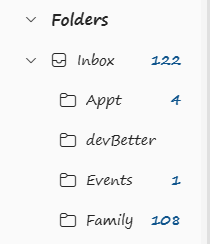 Folders
Inbox 122
Appt 4
devBetter
Events 1
Family 108